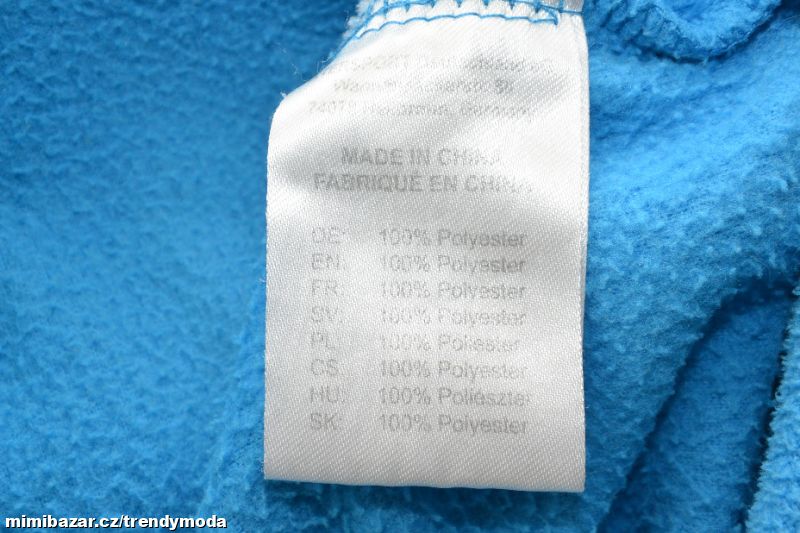 MADE IN CHINA
FABRIQUÉ EN CHINA
DE: 100% Polyester
EN: 100% Polyester
FR: 100% Polyester
SV: 100% Polyester
PL: 100% Poliester
CS: 100% Polyester
HU: 100% Poliészter
SK: 100% Polyester
mimibazar.cz/trendymoda